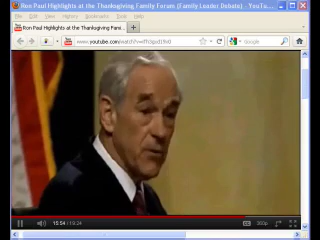 Ron Paul Highlights at the Thanksgiving Family Forum (Family Leader Debate) - YouTu...
File Edit View History Bookmarks Tools Help
Ron Paul Highlights at the Thanksgiving Fami...
www.youtube.com/watch?v=
Google
15:54 / 19:34
360p